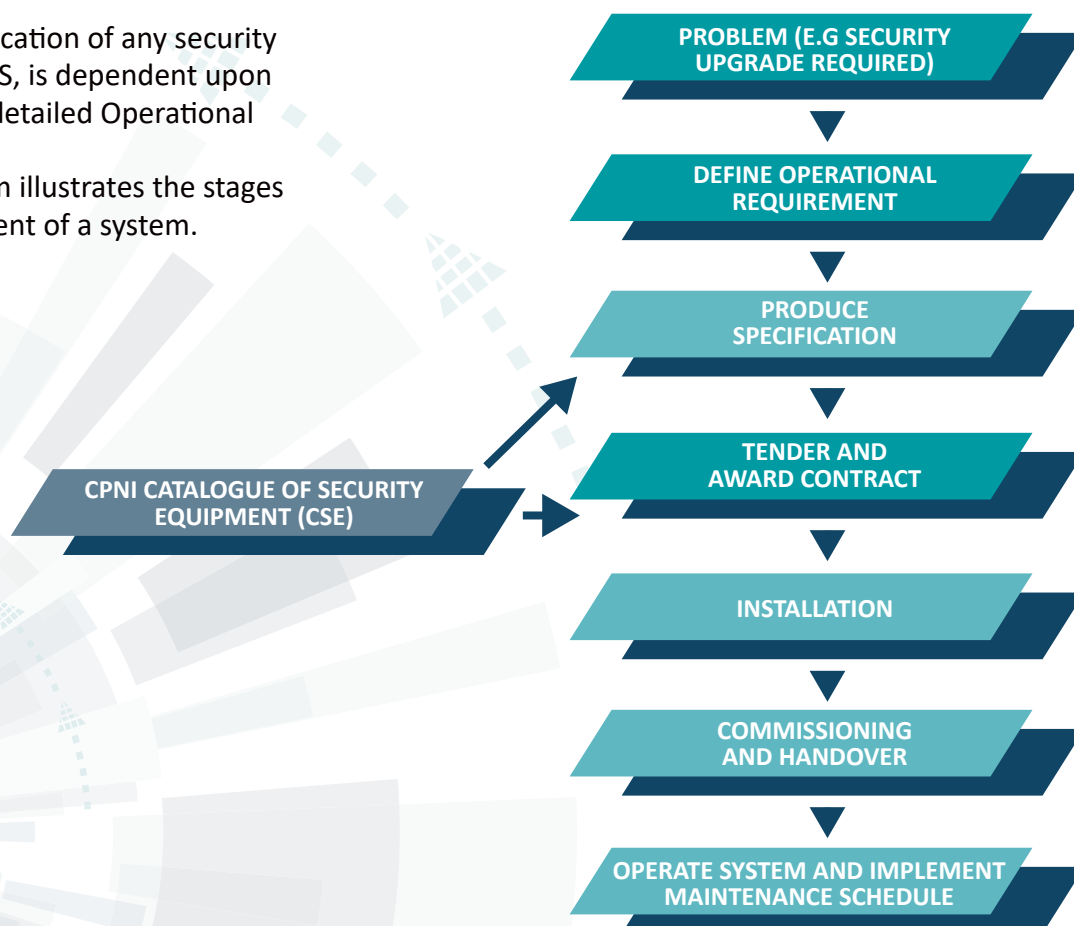 cation of any security
S, is dependent upon
detailed Operational
illustrates the stages
ent of a system.
PROBLEM (E.G SECURITY
UPGRADE REQUIRED)
DEFINE OPERATIONAL
REQUIREMENT
PRODUCE
SPECIFICATION
CPNI CATALOGUE OF SECURITY
EQUIPMENT (CSE)
TENDER AND
AWARD CONTRACT
INSTALLATION
COMMISSIONING
AND HANDOVER
OPERATE SYSTEM AND IMPLEMENT
MAINTENANCE SCHEDULE